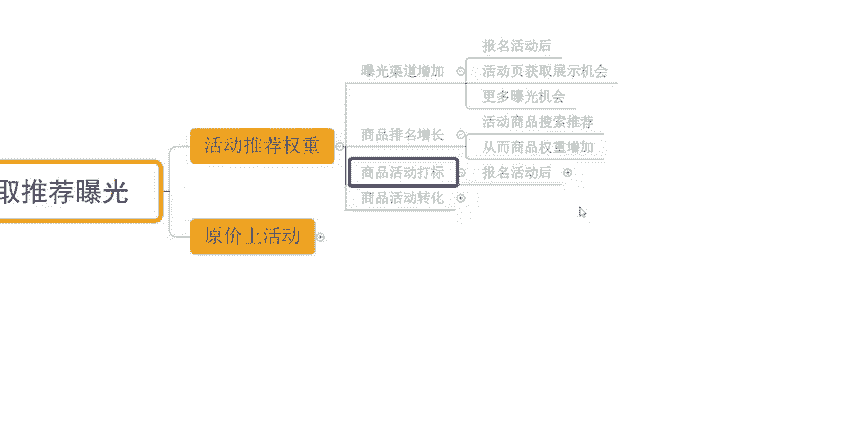 取推荐曝光
活动推荐权重
曝光渠道增加
报名活动后
活动页获取展示机会
更多曝光机会
商品排名增长
活动商品搜索推荐
从而商品权重增加
商品活动打标
报名活动后
商品活动转化
原价上活动